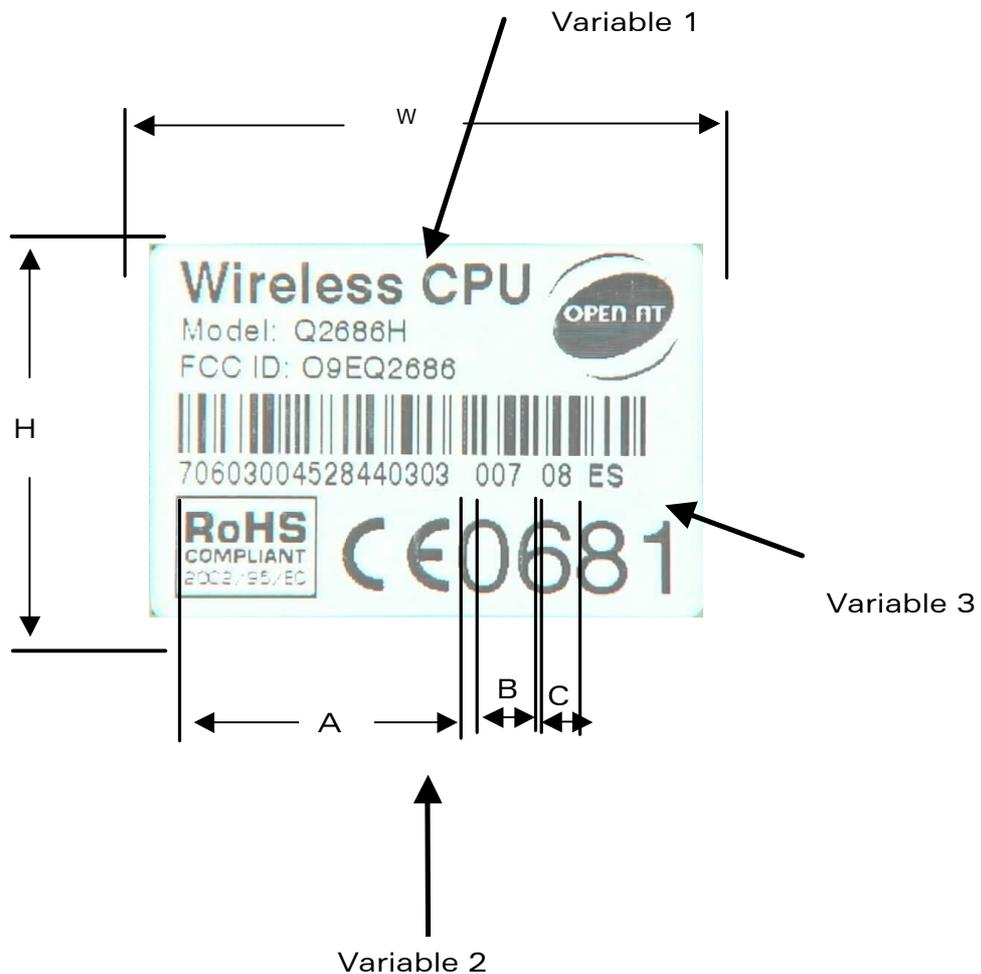 Variable 1
W
Wireless CPU
OPEN AT
Model: Q2686H
FCC ID: O9EQ2686
H
70603004528440303 007 08 ES
RoHS
COMPLIANT
2002/95/EC
CE0681
Variable 3
B
C
A
Variable 2